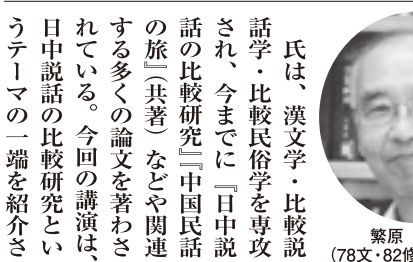 氏は、漢文学・比較説
話学・比較民俗学を専攻
され、今までに『日中説
話の比較研究』『中国民話
の旅』（共著）などや関連
する多くの論文を著わさ
れている。今回の講演は、
日中説話の比較研究とい
うテーマの一端を紹介さ
繁原
（78文・82修